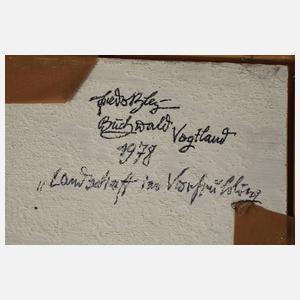 Buchwald Vogtland
1978
"Landschaft im Vorfrühling